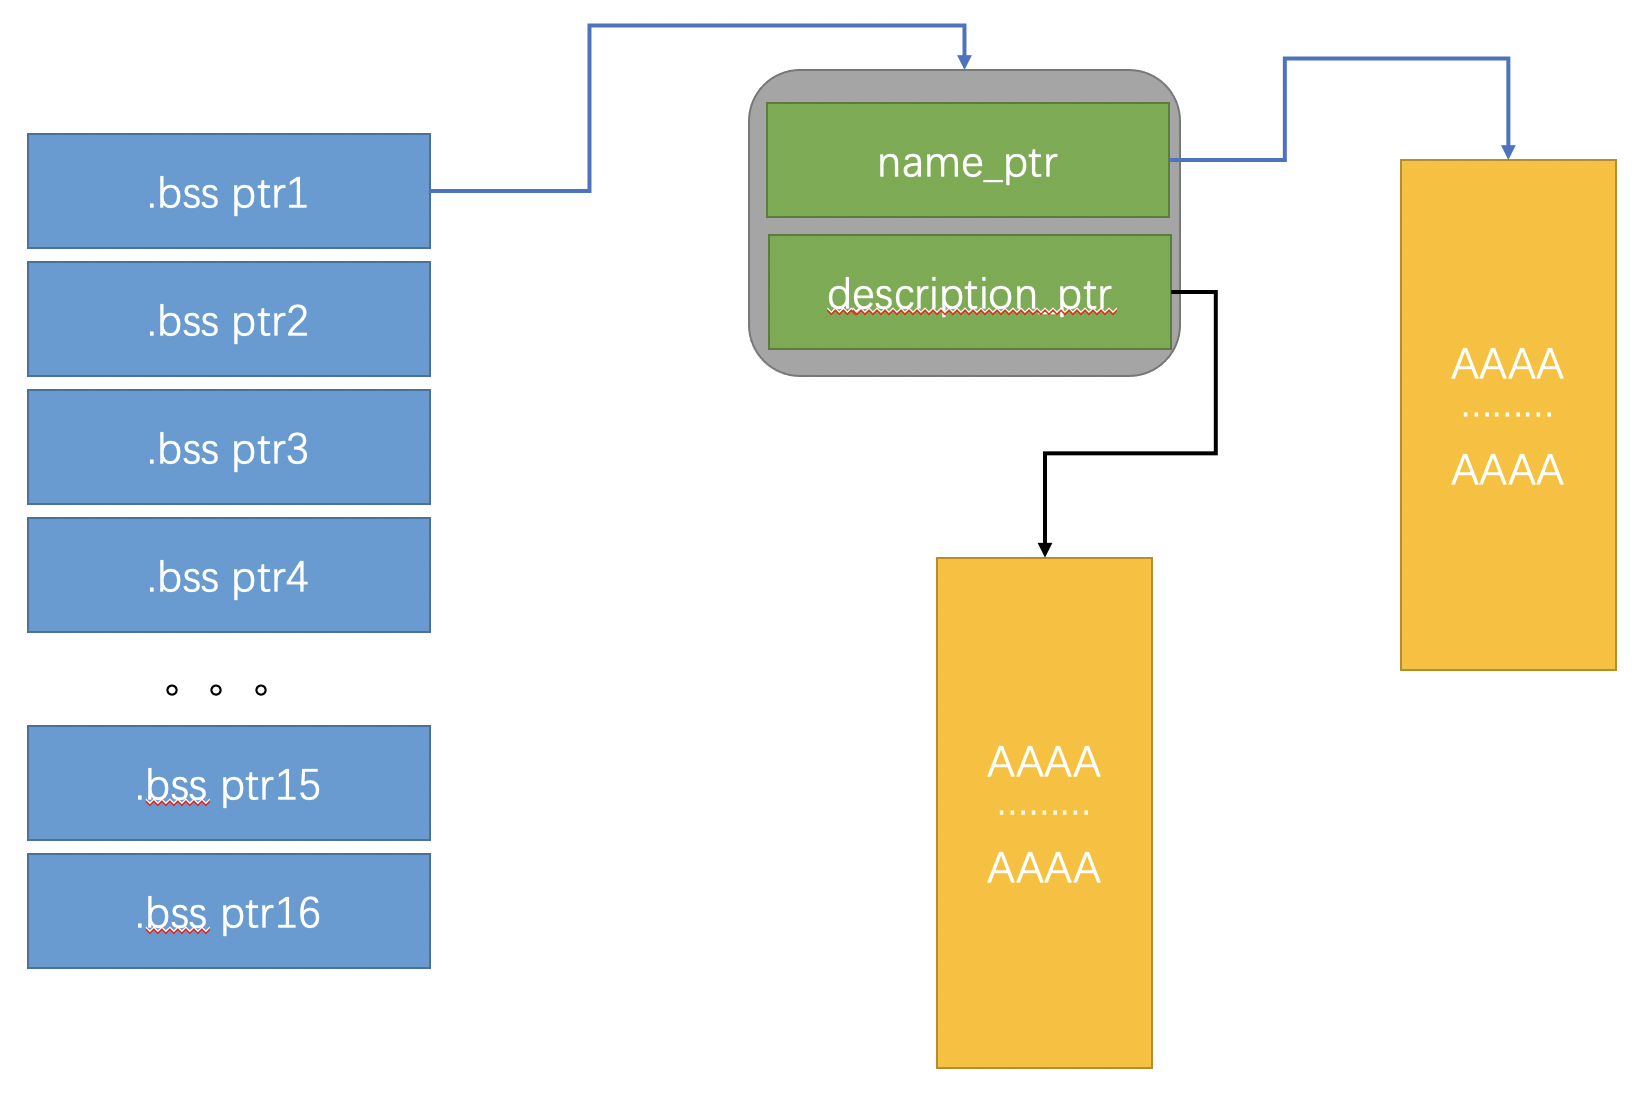 .bss ptr1
.bss ptr2
.bss ptr3
.bss ptr4
。。。
.bss ptr15
.bss ptr16
name_ptr
description_ptr
AAAA
………
AAAA
AAAA
………
AAAA